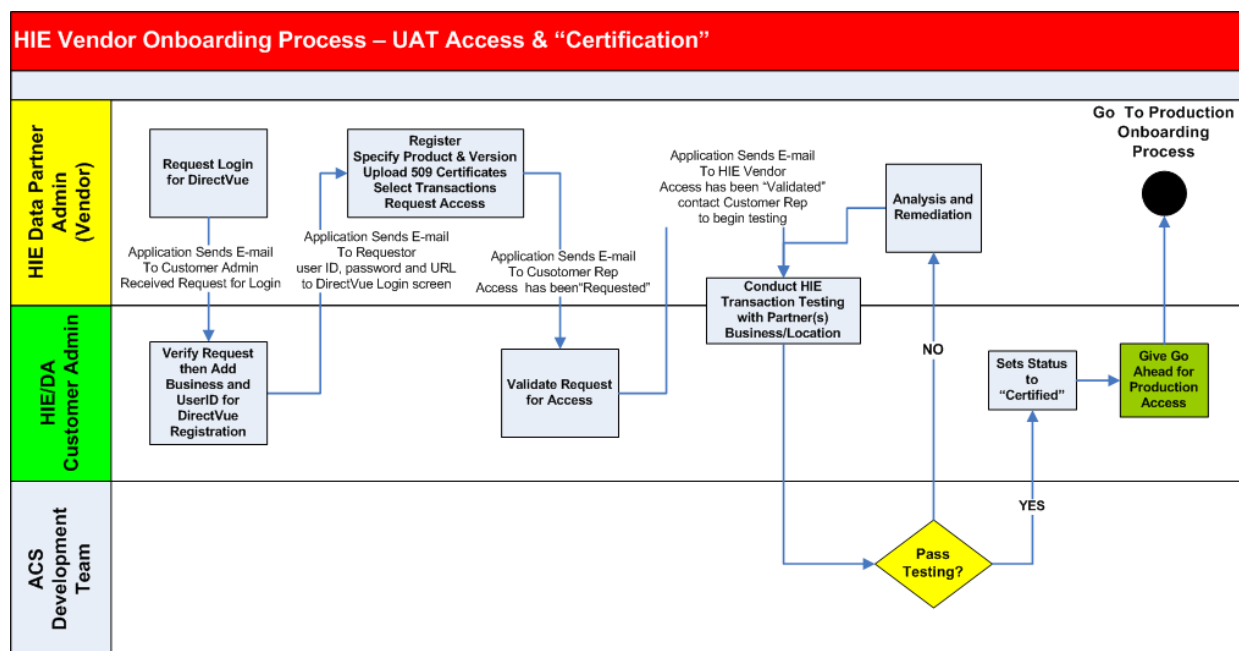 HIE Vendor Onboarding Process – UAT Access & “Certification”
HIE Data Partner
Admin
(Vendor)
Request Login
for DirectVue
Application Sends E-mail
To Customer Admin
Received Request for Login
Register
Specify Product & Version
Upload 509 Certificates
Select Transactions
Request Access
Application Sends E-mail
To Requestor
user ID, password and URL
to DirectVue Login screen
Application Sends E-mail
To Cusotomer Rep
Access has been“Requested”
Application Sends E-mail
To HIE Vendor
Access has been “Validated”
contact Customer Rep
to begin testing
Analysis and
Remediation
Go To Production
Onboarding
Process
Conduct HIE
Transaction Testing
with Partner(s)
Business/Location
HIE/DA
Customer Admin
Verify Request
then Add
Business and
UserID for
DirectVue
Registration
Validate Request
for Access
NO
Sets Status
to
“Certified”
Give Go
Ahead for
Production
Access
YES
ACS
Development
Team
Pass
Testing?